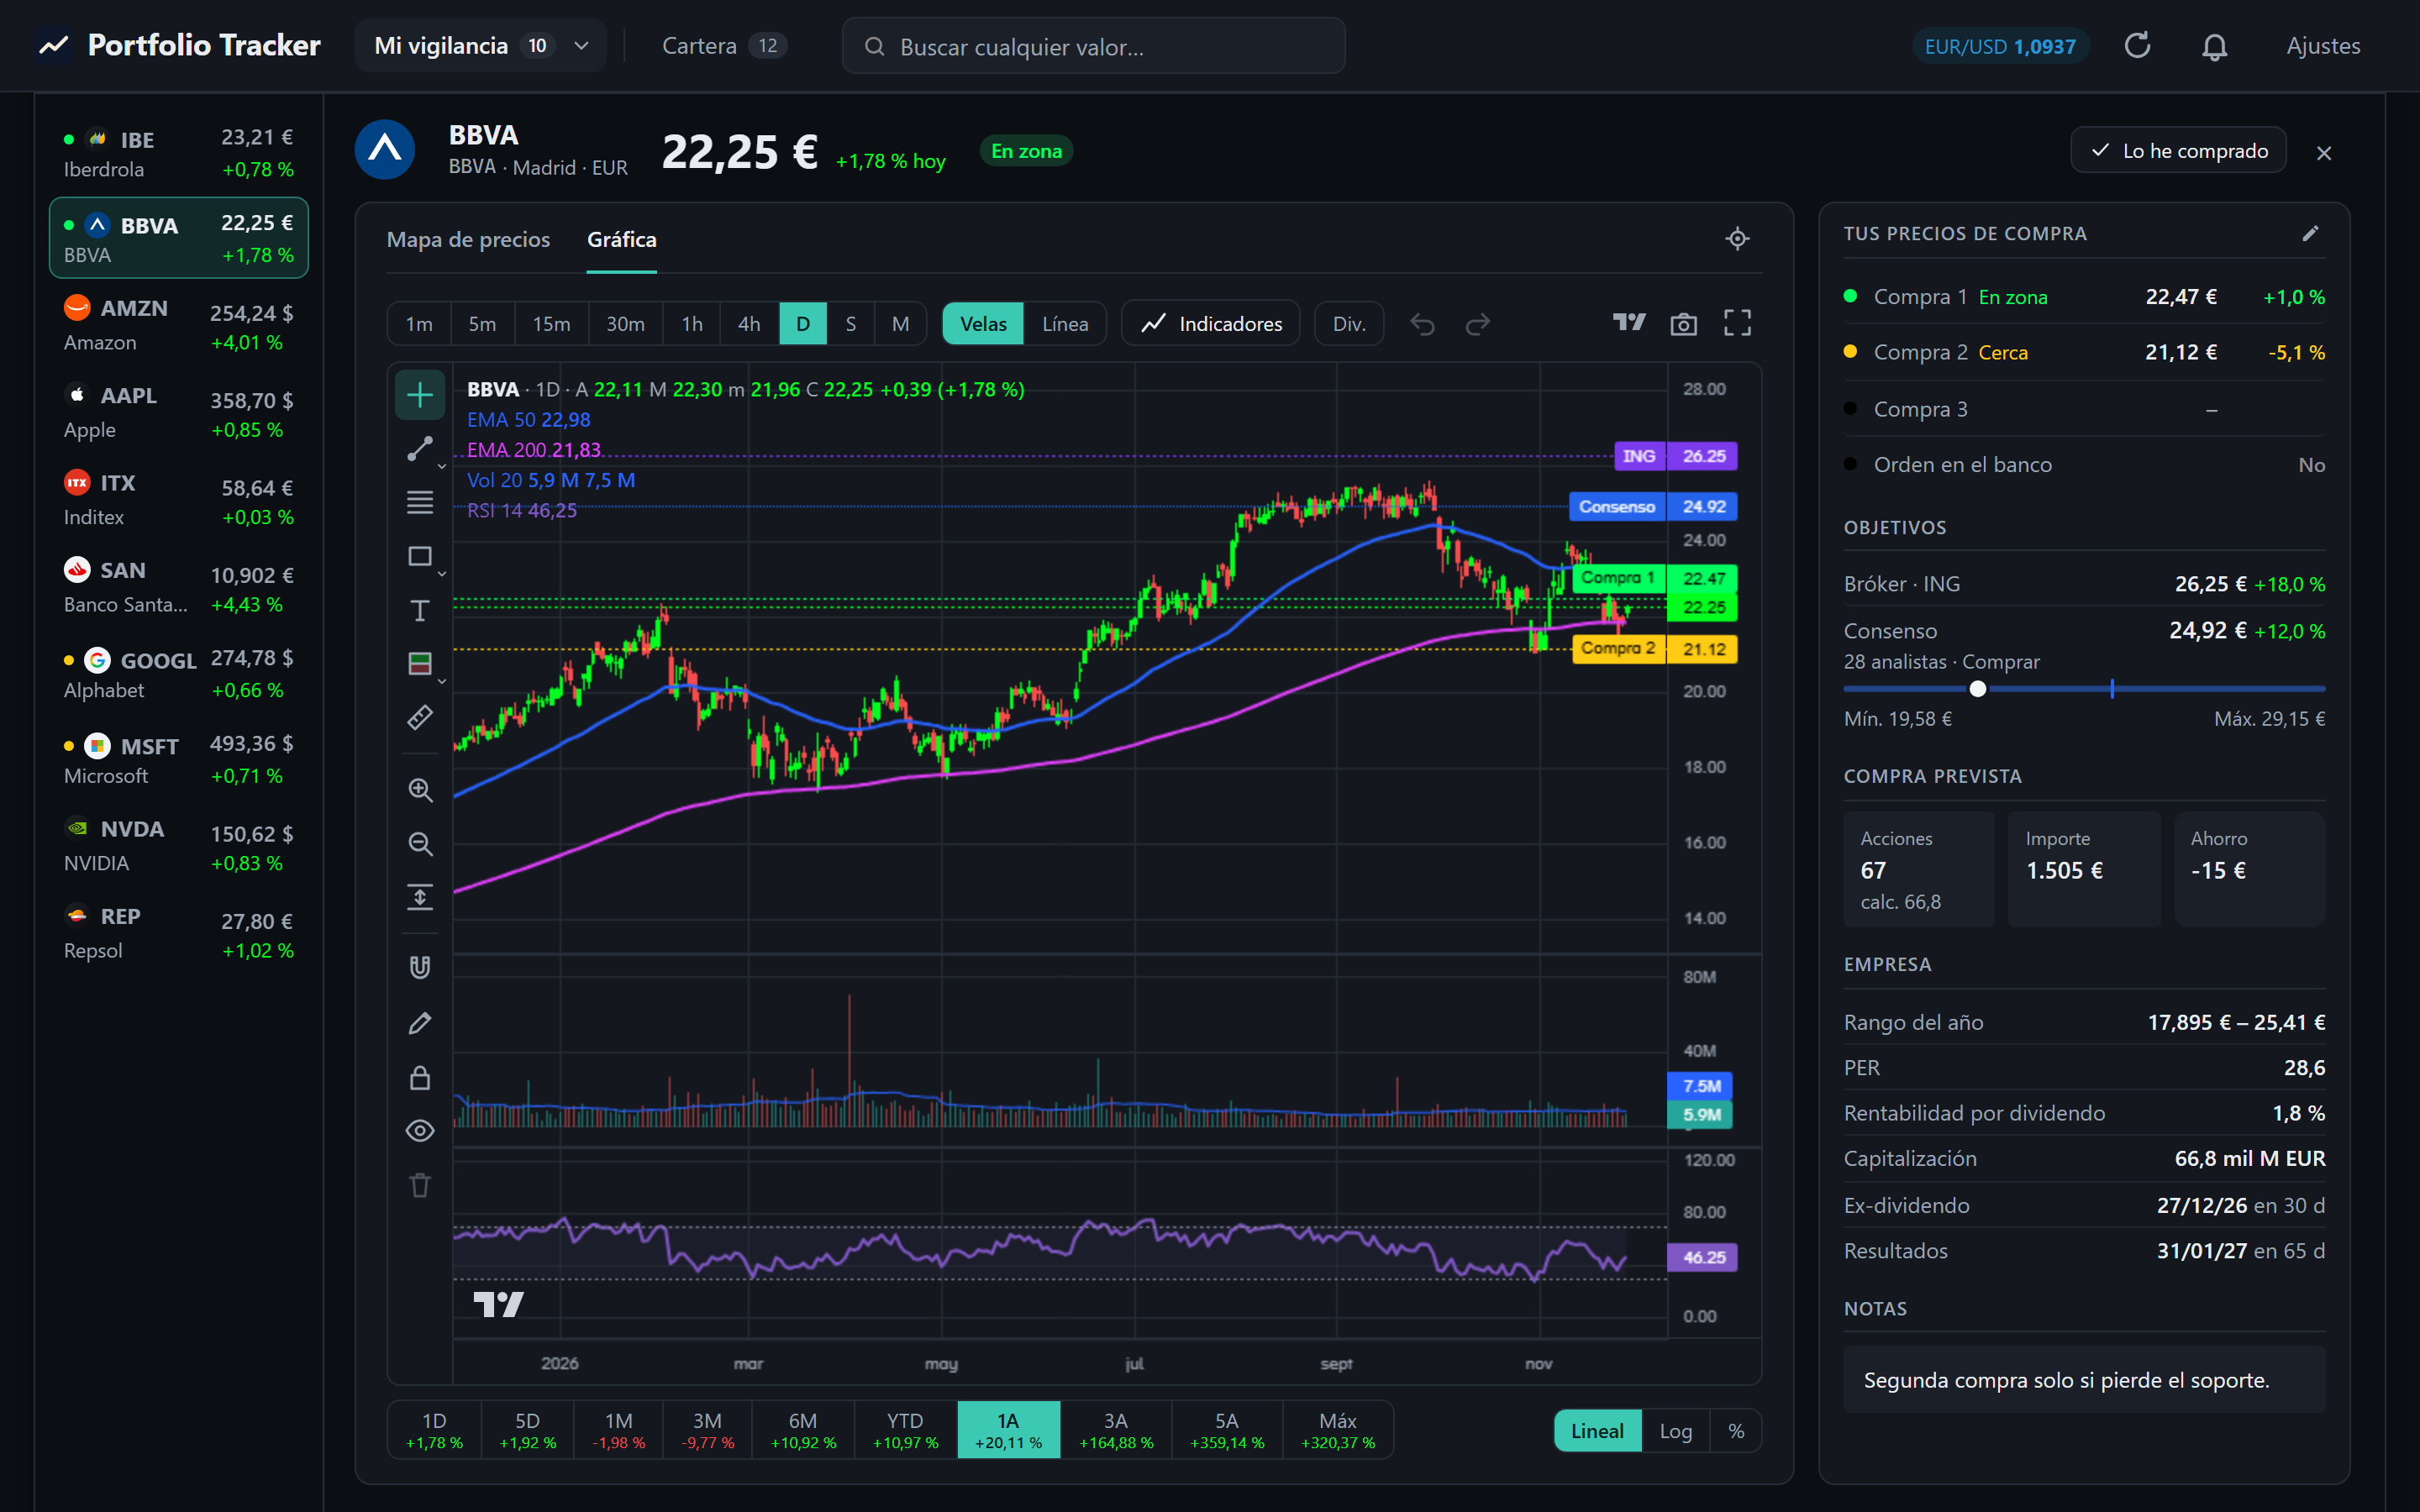 Portfolio Tracker
Mi vigilancia 10
Cartera 12
Buscar cualquier valor...
EUR/USD 1,0937
Ajustes
IBE 23,21 €
Iberdrola +0,78 %
BBVA 22,25 €
BBVA +1,78 %
AMZN 254,24 $
Amazon +4,01 %
AAPL 358,70 $
Apple +0,85 %
ITX ITX 58,64 €
Inditex +0,03 %
SAN 10,902 €
Banco Santa... +4,43 %
GOOGL 274,78 $
Alphabet +0,66 %
MSFT 493,36 $
Microsoft +0,71 %
NVDA 150,62 $
NVIDIA +0,83 %
REP 27,80 €
Repsol +1,02 %
BBVA
BBVA · Madrid · EUR
22,25 € +1,78 % hoy
En zona
Lo he comprado
Mapa de precios
Gráfica
1m 5m 15m 30m 1h 4h D S M
Velas Línea
Indicadores
Div.
BBVA · 1D · A 22,11 M 22,30 m 21,96 C 22,25 +0,39 (+1,78 %)
EMA 50 22,98
EMA 200 21,83
Vol 20 5,9 M 7,5 M
RSI 14 46,25
28.00
ING 26.25
Consenso 24.92
24.00
Compra 1 22.47
22.25
Compra 2 21.12
20.00
18.00
16.00
14.00
80M
40M
7.5M
5.9M
120.00
80.00
46.25
0.00
2026 mar may jul sept nov
1D 5D 1M 3M 6M YTD 1A 3A 5A Máx
+1,78 % +1,92 % -1,98 % -9,77 % +10,92 % +10,97 % +20,11 % +164,88 % +359,14 % +320,37 %
Lineal Log %
TUS PRECIOS DE COMPRA
Compra 1 En zona 22,47 € +1,0 %
Compra 2 Cerca 21,12 € -5,1 %
Compra 3 –
Orden en el banco No
OBJETIVOS
Bróker · ING 26,25 € +18,0 %
Consenso 24,92 € +12,0 %
28 analistas · Comprar
Mín. 19,58 € Máx. 29,15 €
COMPRA PREVISTA
Acciones Importe Ahorro
67 1.505 € -15 €
calc. 66,8
EMPRESA
Rango del año 17,895 € – 25,41 €
PER 28,6
Rentabilidad por dividendo 1,8 %
Capitalización 66,8 mil M EUR
Ex-dividendo 27/12/26 en 30 d
Resultados 31/01/27 en 65 d
NOTAS
Segunda compra solo si pierde el soporte.